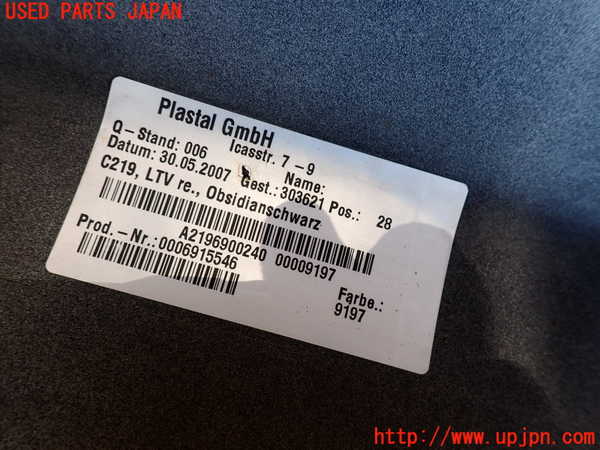 USED PARTS JAPAN
Plastal GmbH
Icasstr. 7-9
Q-Stand: 006 Name:
Datum: 30.05.2007 Gest.: 303621 Pos.: 28
C219, LTV re., Obsidianschwarz
A2196900240 00009197
Prod.-Nr.:0006915546
Farbe.:
9197
http://www.upjpn.com/